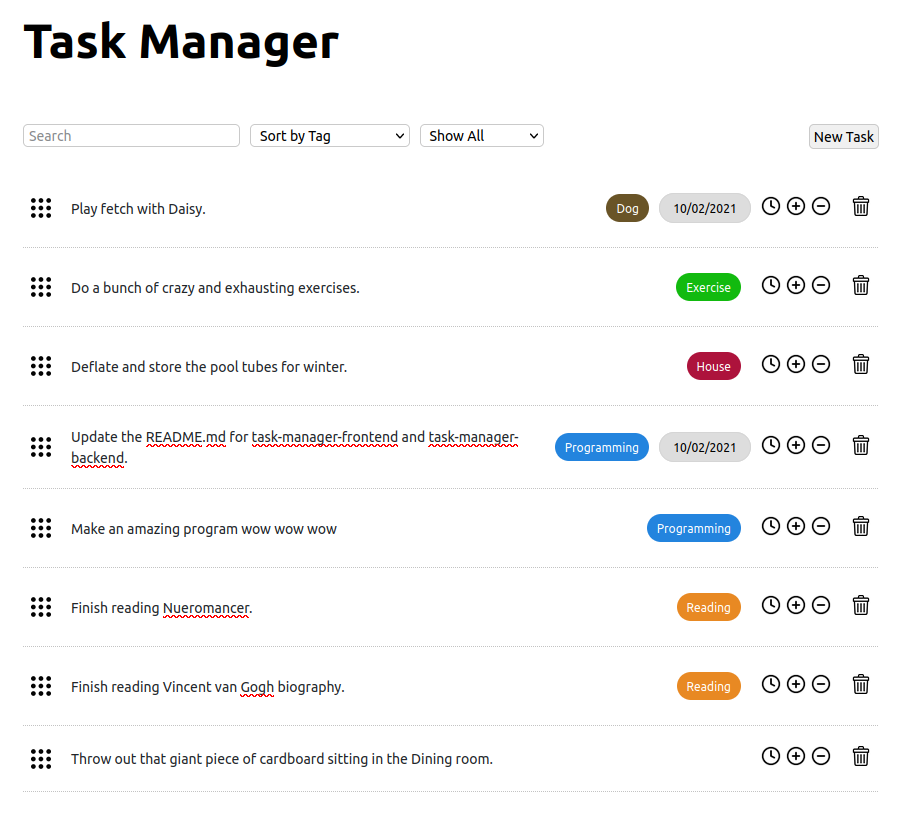 Task Manager
Search Sort by Tag Show All New Task
Play fetch with Daisy. Dog 10/02/2021
Do a bunch of crazy and exhausting exercises. Exercise
Deflate and store the pool tubes for winter. House
Update the README.md for task-manager-frontend and task-manager-
backend. Programming 10/02/2021
Make an amazing program wow wow wow Programming
Finish reading Nueromancer. Reading
Finish reading Vincent van Gogh biography. Reading
Throw out that giant piece of cardboard sitting in the Dining room.